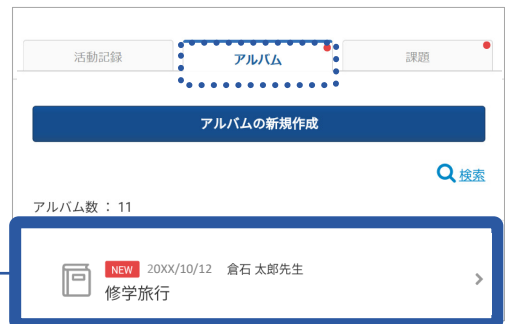 活動記録 アルバム 課題
アルバムの新規作成
検索
アルバム数 : 11
NEW 20XX/10/12 倉石 太郎先生
修学旅行